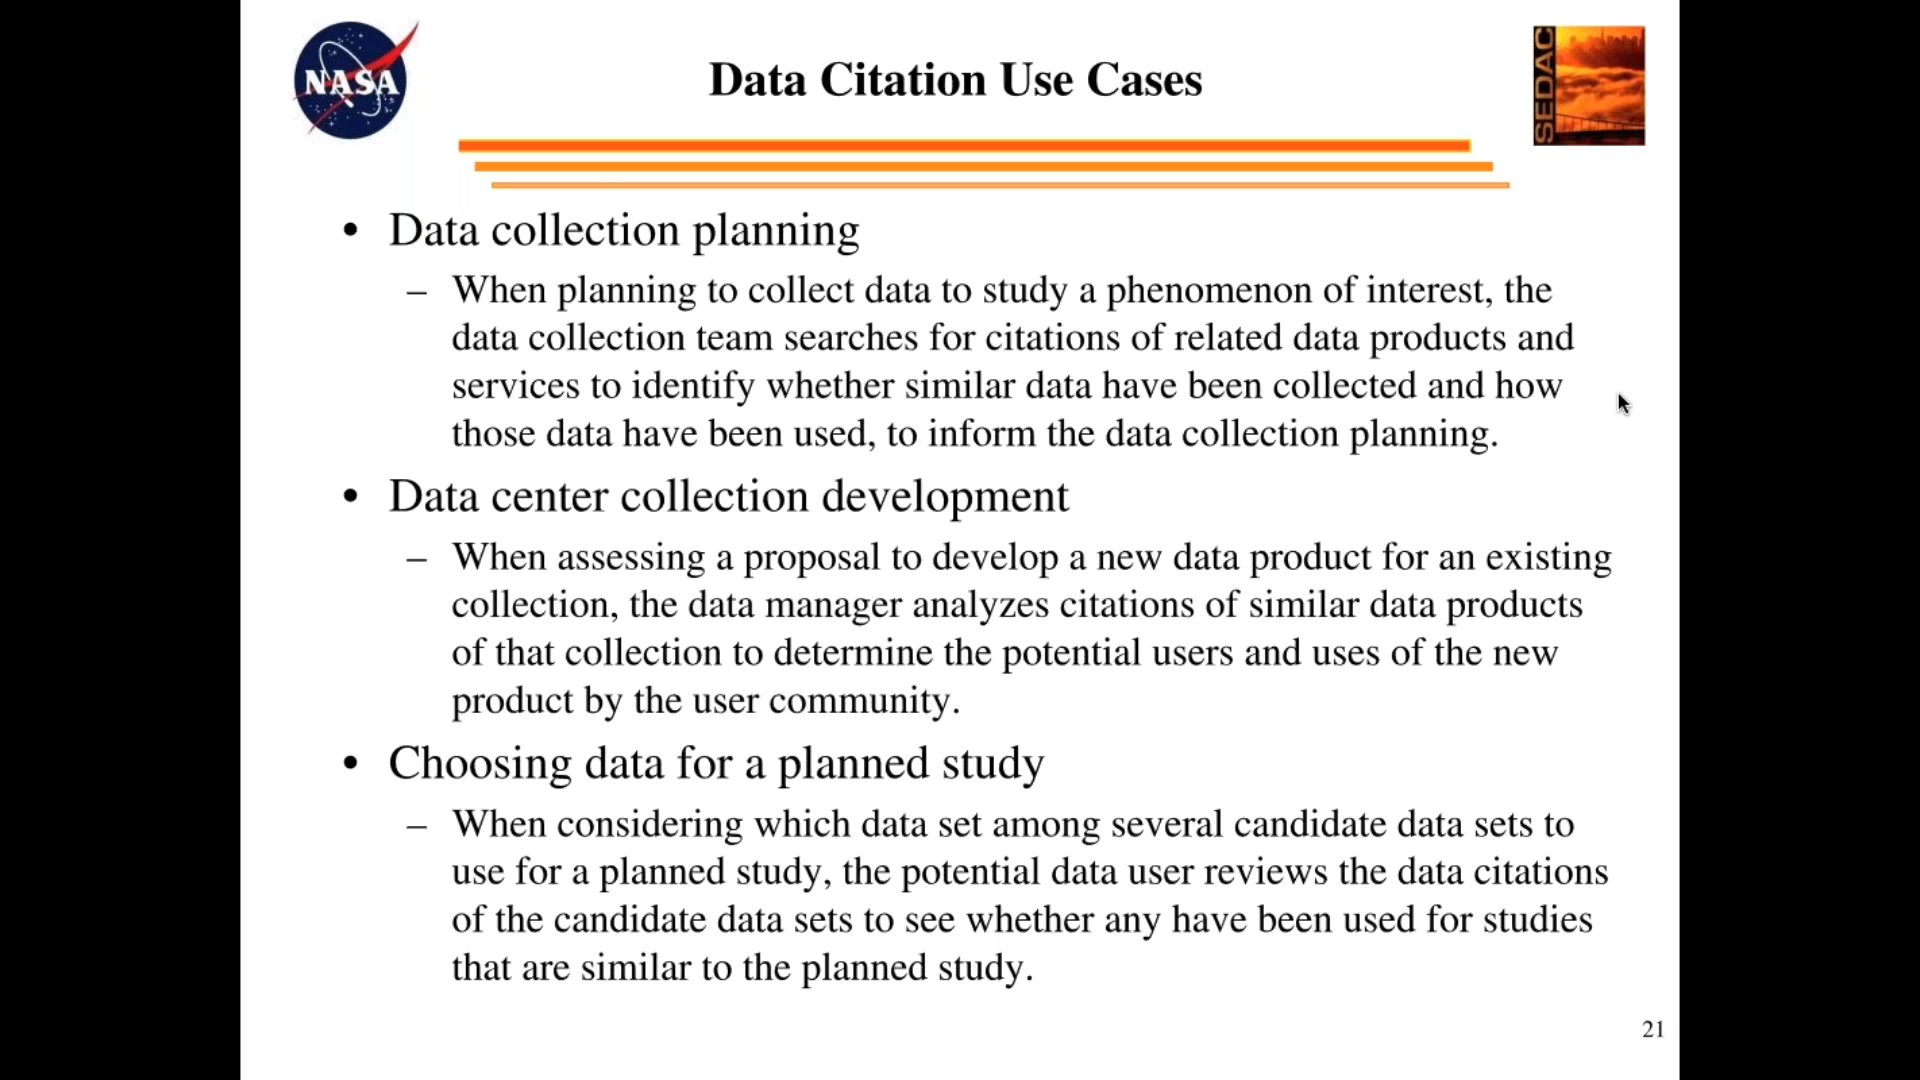 NASA
Data Citation Use Cases
SEDAC
• Data collection planning
– When planning to collect data to study a phenomenon of interest, the
data collection team searches for citations of related data products and
services to identify whether similar data have been collected and how
those data have been used, to inform the data collection planning.
• Data center collection development
– When assessing a proposal to develop a new data product for an existing
collection, the data manager analyzes citations of similar data products
of that collection to determine the potential users and uses of the new
product by the user community.
• Choosing data for a planned study
– When considering which data set among several candidate data sets to
use for a planned study, the potential data user reviews the data citations
of the candidate data sets to see whether any have been used for studies
that are similar to the planned study.
21